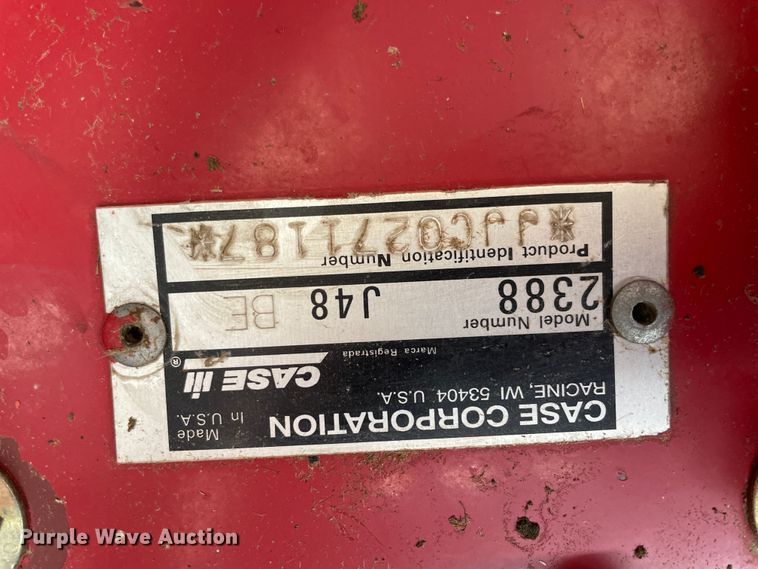 CASE CORPORATION
RACINE, WI 53404 U.S.A.
Made
In U.S.A.
CASE IH®
Marca Registrada
Model Number
2388 J48 BE
Product Identification Number
*JJC0271187*
Purple Wave Auction